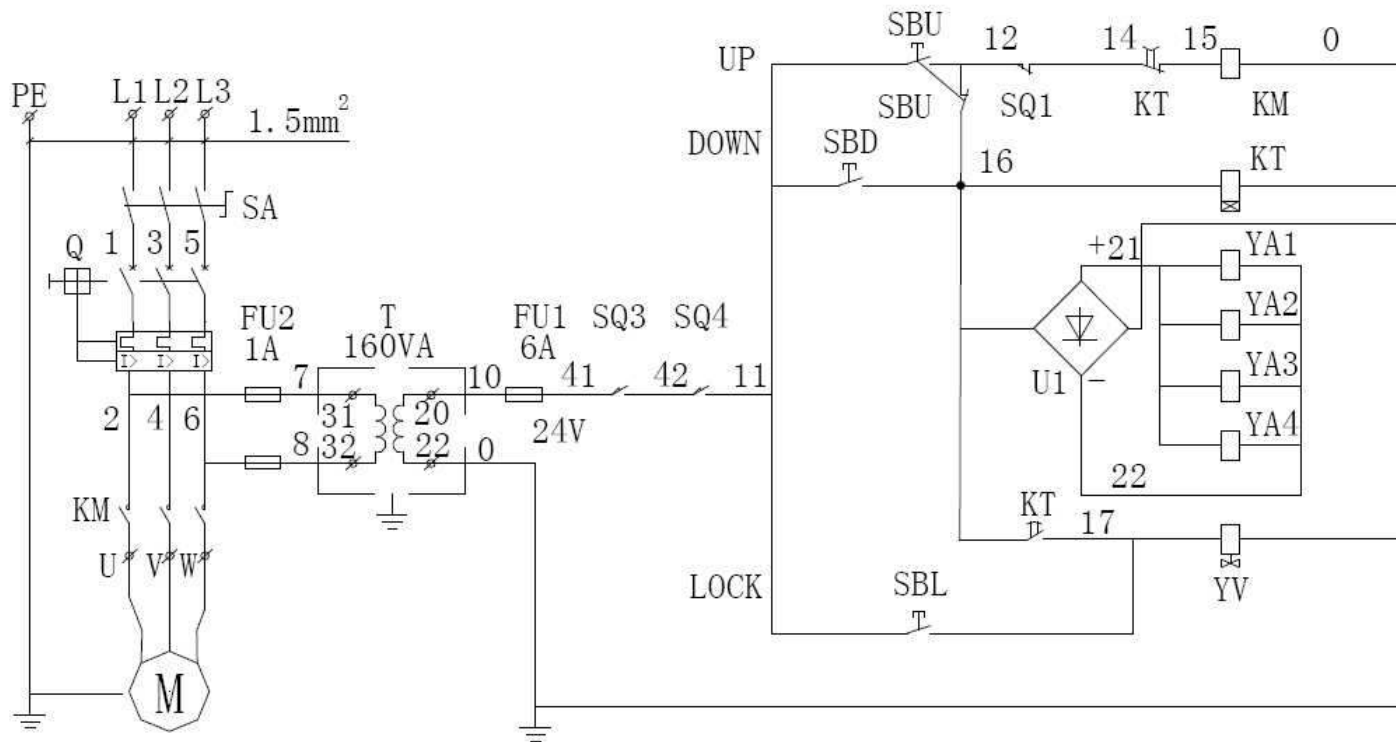 PE
L1
L2
L3
1.5mm²
SA
Q
1
3
5
FU2
1A
T
160VA
FU1
6A
SQ3
SQ4
7
31
20
10
41
42
11
24V
2
4
6
8
32
22
0
KM
U
V
W
M
UP
SBU
12
14
15
0
SBU
SQ1
KT
KM
DOWN
SBD
16
KT
+21
YA1
YA2
U1
-
YA3
YA4
22
KT
17
YV
LOCK
SBL
I>
I>
I>